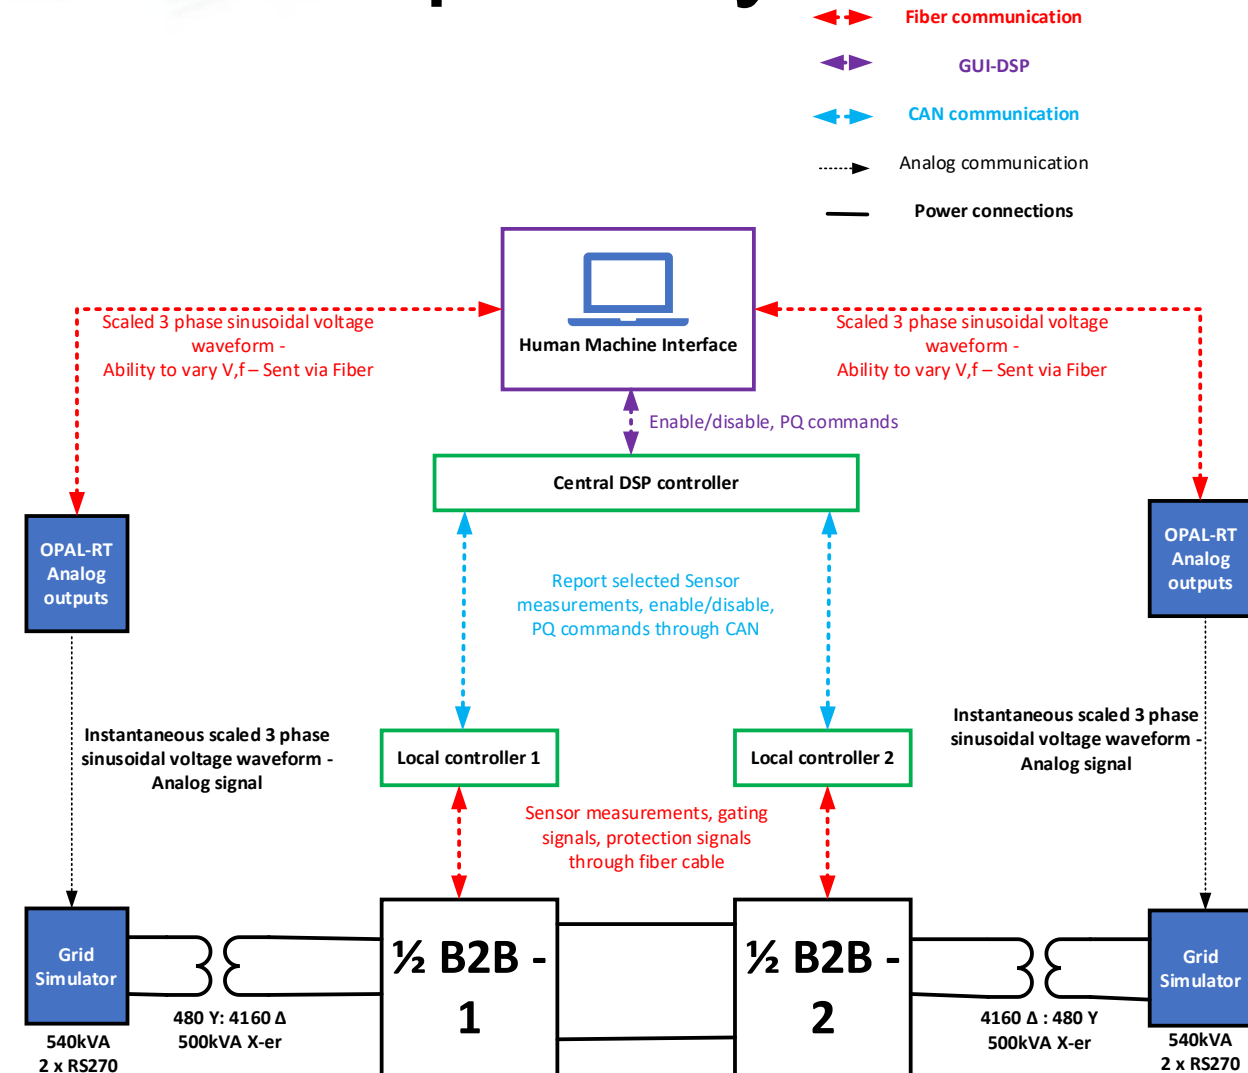 Fiber communication
GUI-DSP
CAN communication
Analog communication
Power connections
Human Machine Interface
Scaled 3 phase sinusoidal voltage
waveform -
Ability to vary V,f – Sent via Fiber
Scaled 3 phase sinusoidal voltage
waveform -
Ability to vary V,f – Sent via Fiber
Enable/disable, PQ commands
Central DSP controller
OPAL-RT
Analog
outputs
OPAL-RT
Analog
outputs
Report selected Sensor
measurements, enable/disable,
PQ commands through CAN
Instantaneous scaled 3 phase
sinusoidal voltage waveform -
Analog signal
Instantaneous scaled 3 phase
sinusoidal voltage waveform -
Analog signal
Local controller 1
Local controller 2
Sensor measurements, gating
signals, protection signals
through fiber cable
Grid
Simulator
½ B2B -
1
½ B2B -
2
Grid
Simulator
480 Y: 4160 Δ
500kVA X-er
4160 Δ : 480 Y
500kVA X-er
540kVA
2 x RS270
540kVA
2 x RS270